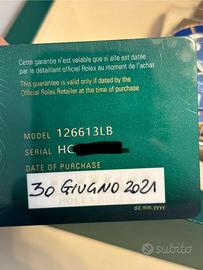 Cette garantie n'est valable que si elle est datée
par le détaillant officiel Rolex au moment de l'achat
This guarantee is valid only if dated by the
Official Rolex Retailer at the time of purchase
MODEL 126613LB
SERIAL HC
DATE OF PURCHASE
30 GIUGNO 2021
dd.mm.yyyy
subito